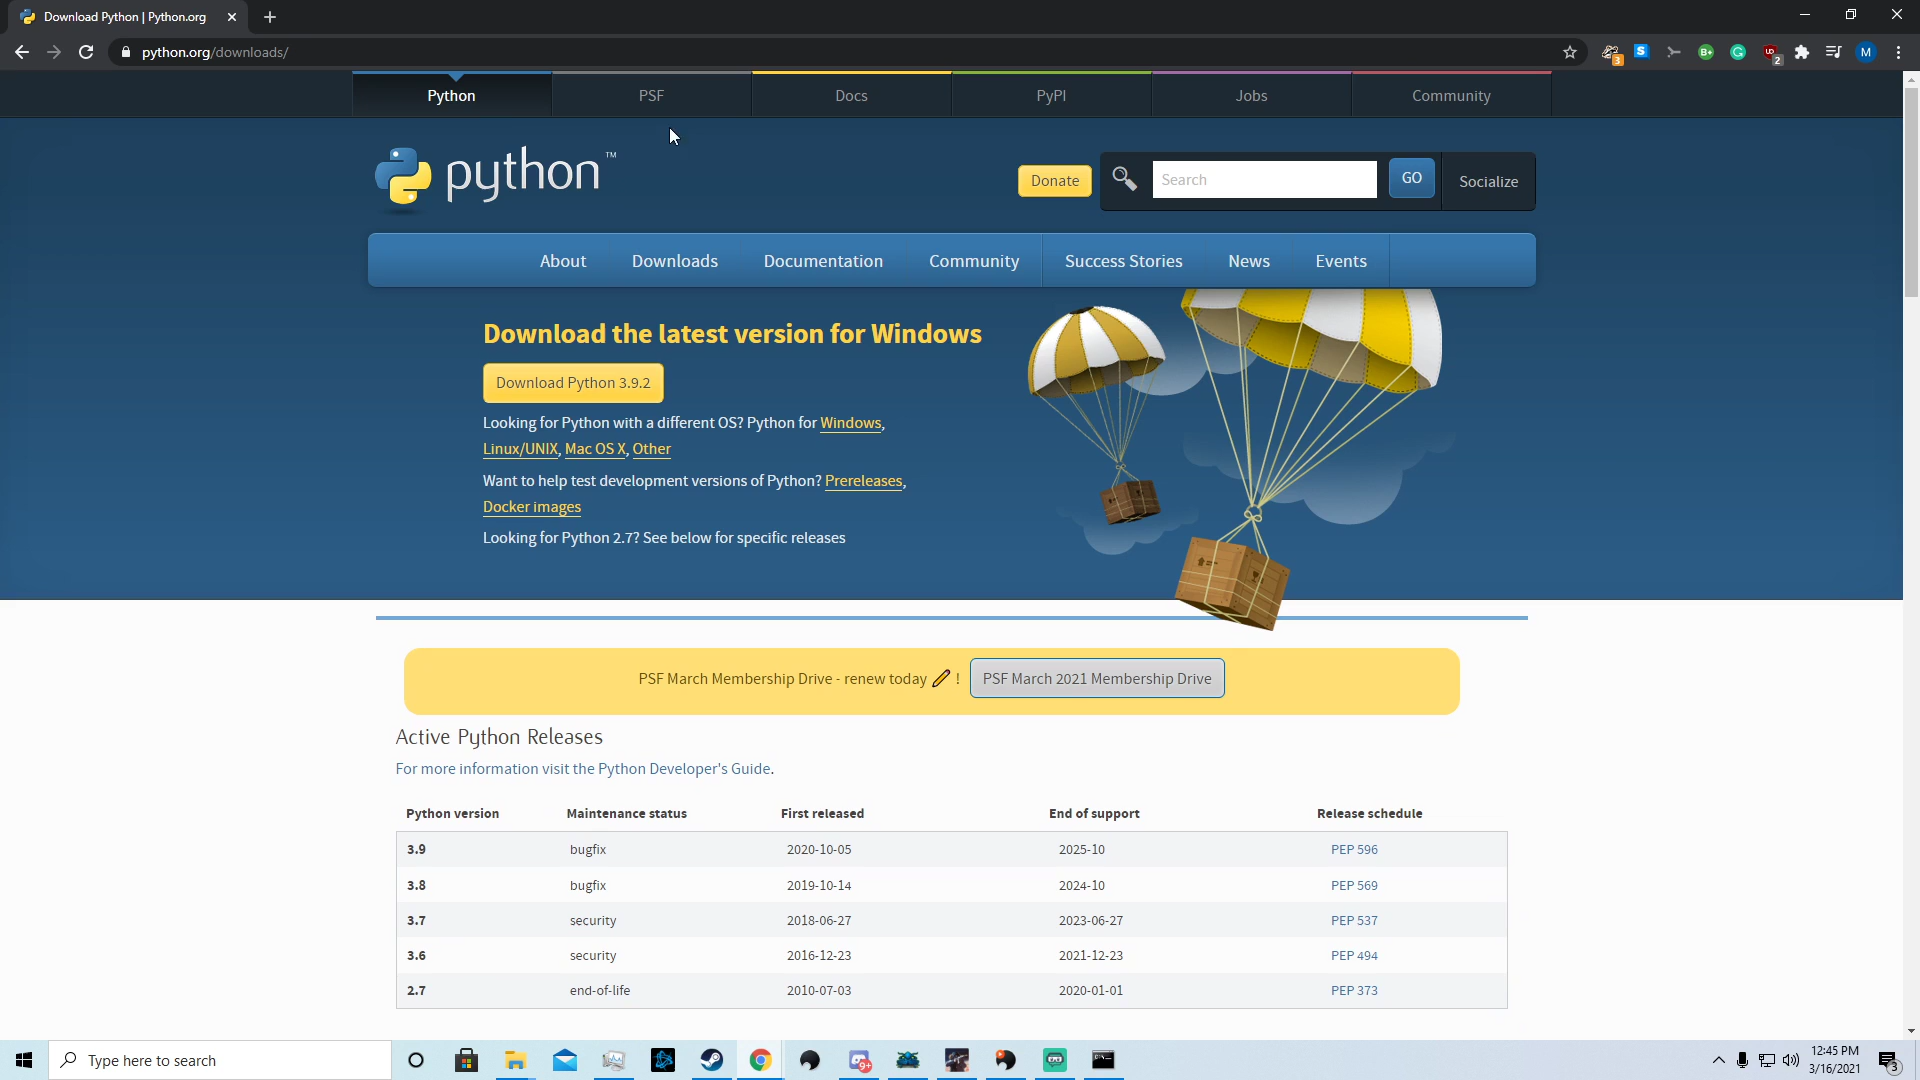 Download Python | Python.org
python.org/downloads/
3
S
B+
G
UD
2
M
Python
PSF
Docs
PyPI
Jobs
Community
python™
Donate
Search
GO
Socialize
About
Downloads
Documentation
Community
Success Stories
News
Events
Download the latest version for Windows
Download Python 3.9.2
Looking for Python with a different OS? Python for Windows,
Linux/UNIX, Mac OS X, Other
Want to help test development versions of Python? Prereleases,
Docker images
Looking for Python 2.7? See below for specific releases
PSF March Membership Drive - renew today ! PSF March 2021 Membership Drive
Active Python Releases
For more information visit the Python Developer's Guide.
Python version Maintenance status First released End of support Release schedule
3.9 bugfix 2020-10-05 2025-10 PEP 596
3.8 bugfix 2019-10-14 2024-10 PEP 569
3.7 security 2018-06-27 2023-06-27 PEP 537
3.6 security 2016-12-23 2021-12-23 PEP 494
2.7 end-of-life 2010-07-03 2020-01-01 PEP 373
Type here to search
9+
12:45 PM
3/16/2021
3